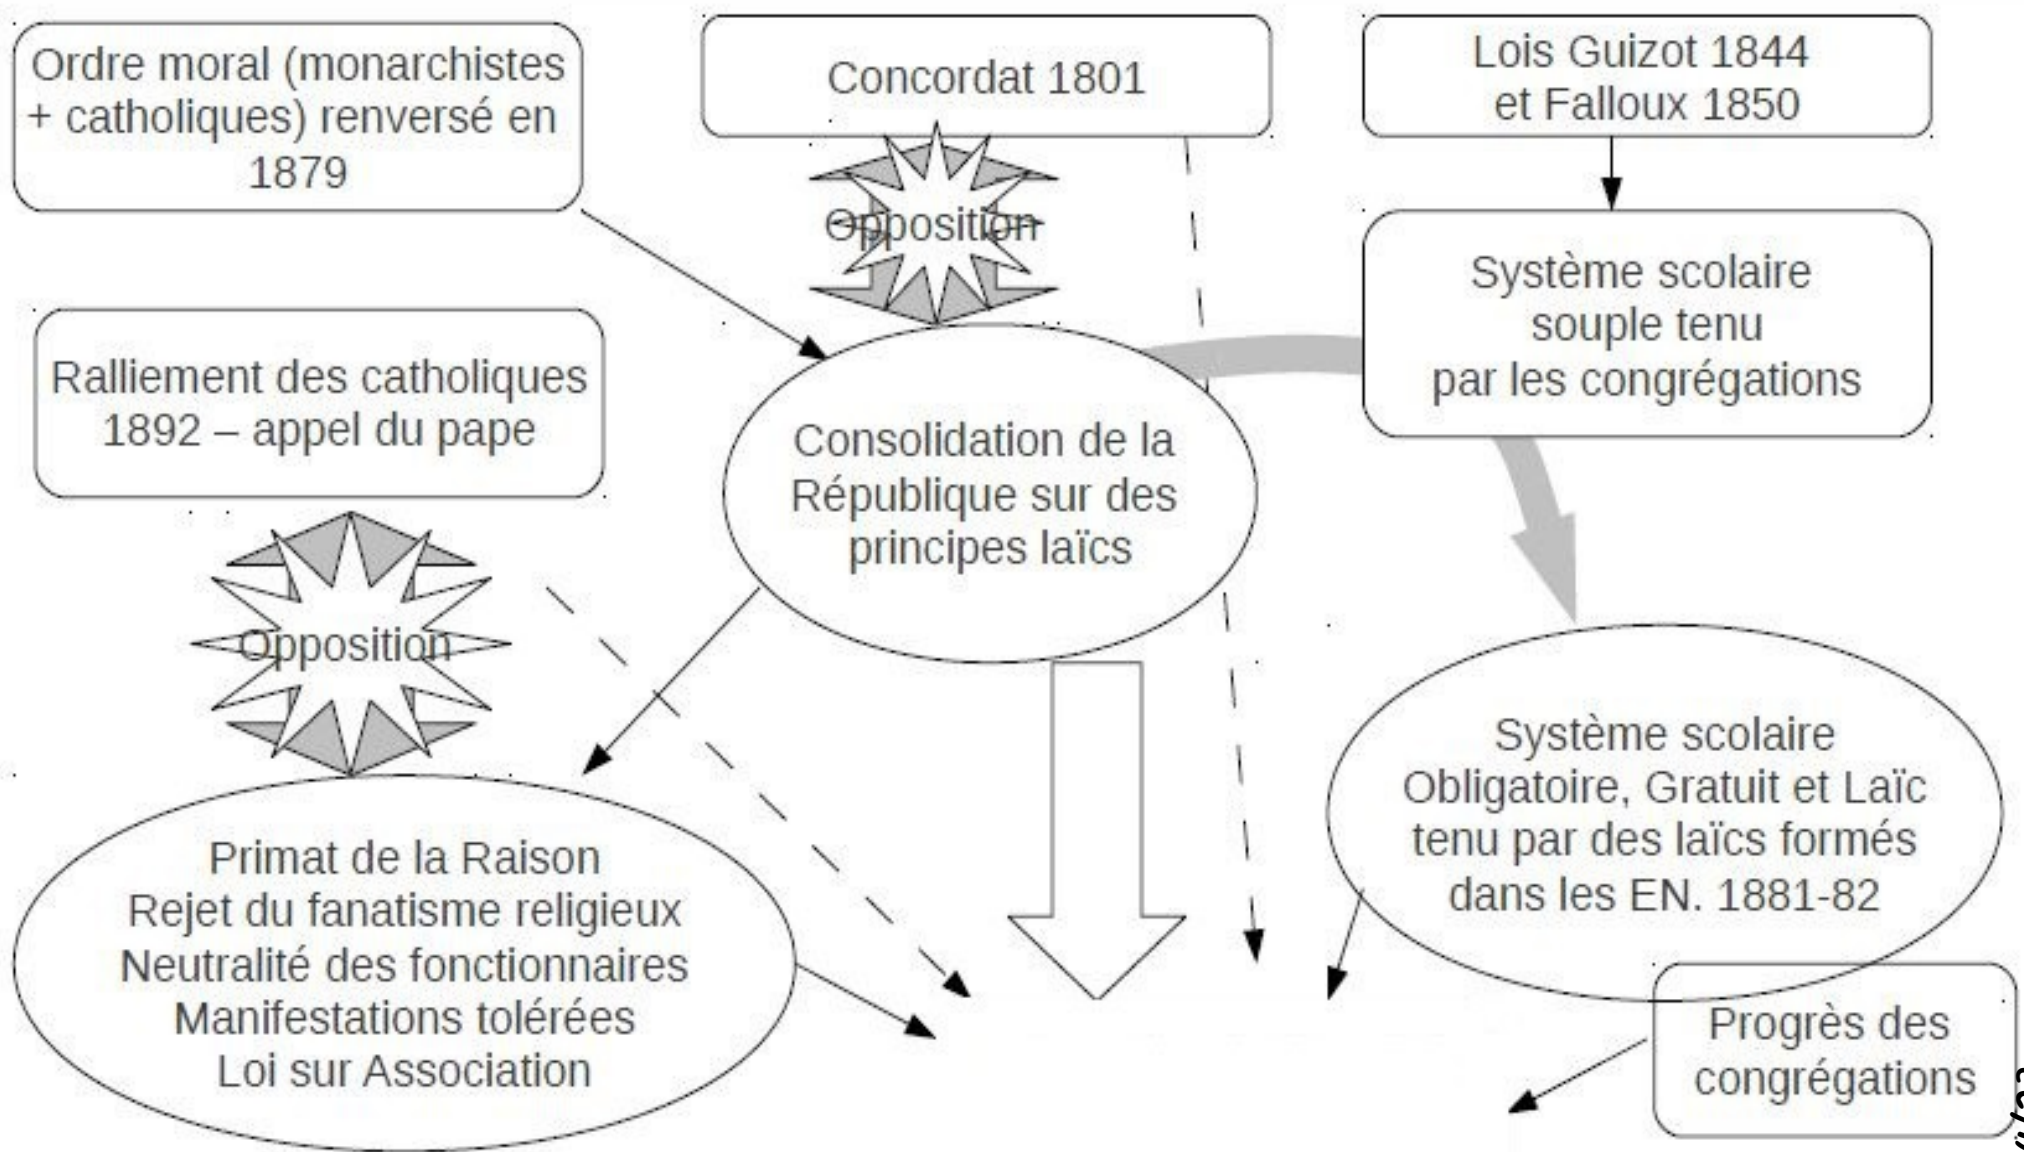 Ordre moral (monarchistes
+ catholiques) renversé en
1879
Concordat 1801
Lois Guizot 1844
et Falloux 1850
Opposition
Système scolaire
souple tenu
par les congrégations
Ralliement des catholiques
1892 – appel du pape
Consolidation de la
République sur des
principes laïcs
Opposition
Système scolaire
Obligatoire, Gratuit et Laïc
tenu par des laïcs formés
dans les EN. 1881-82
Primat de la Raison
Rejet du fanatisme religieux
Neutralité des fonctionnaires
Manifestations tolérées
Loi sur Association
Progrès des
congrégations